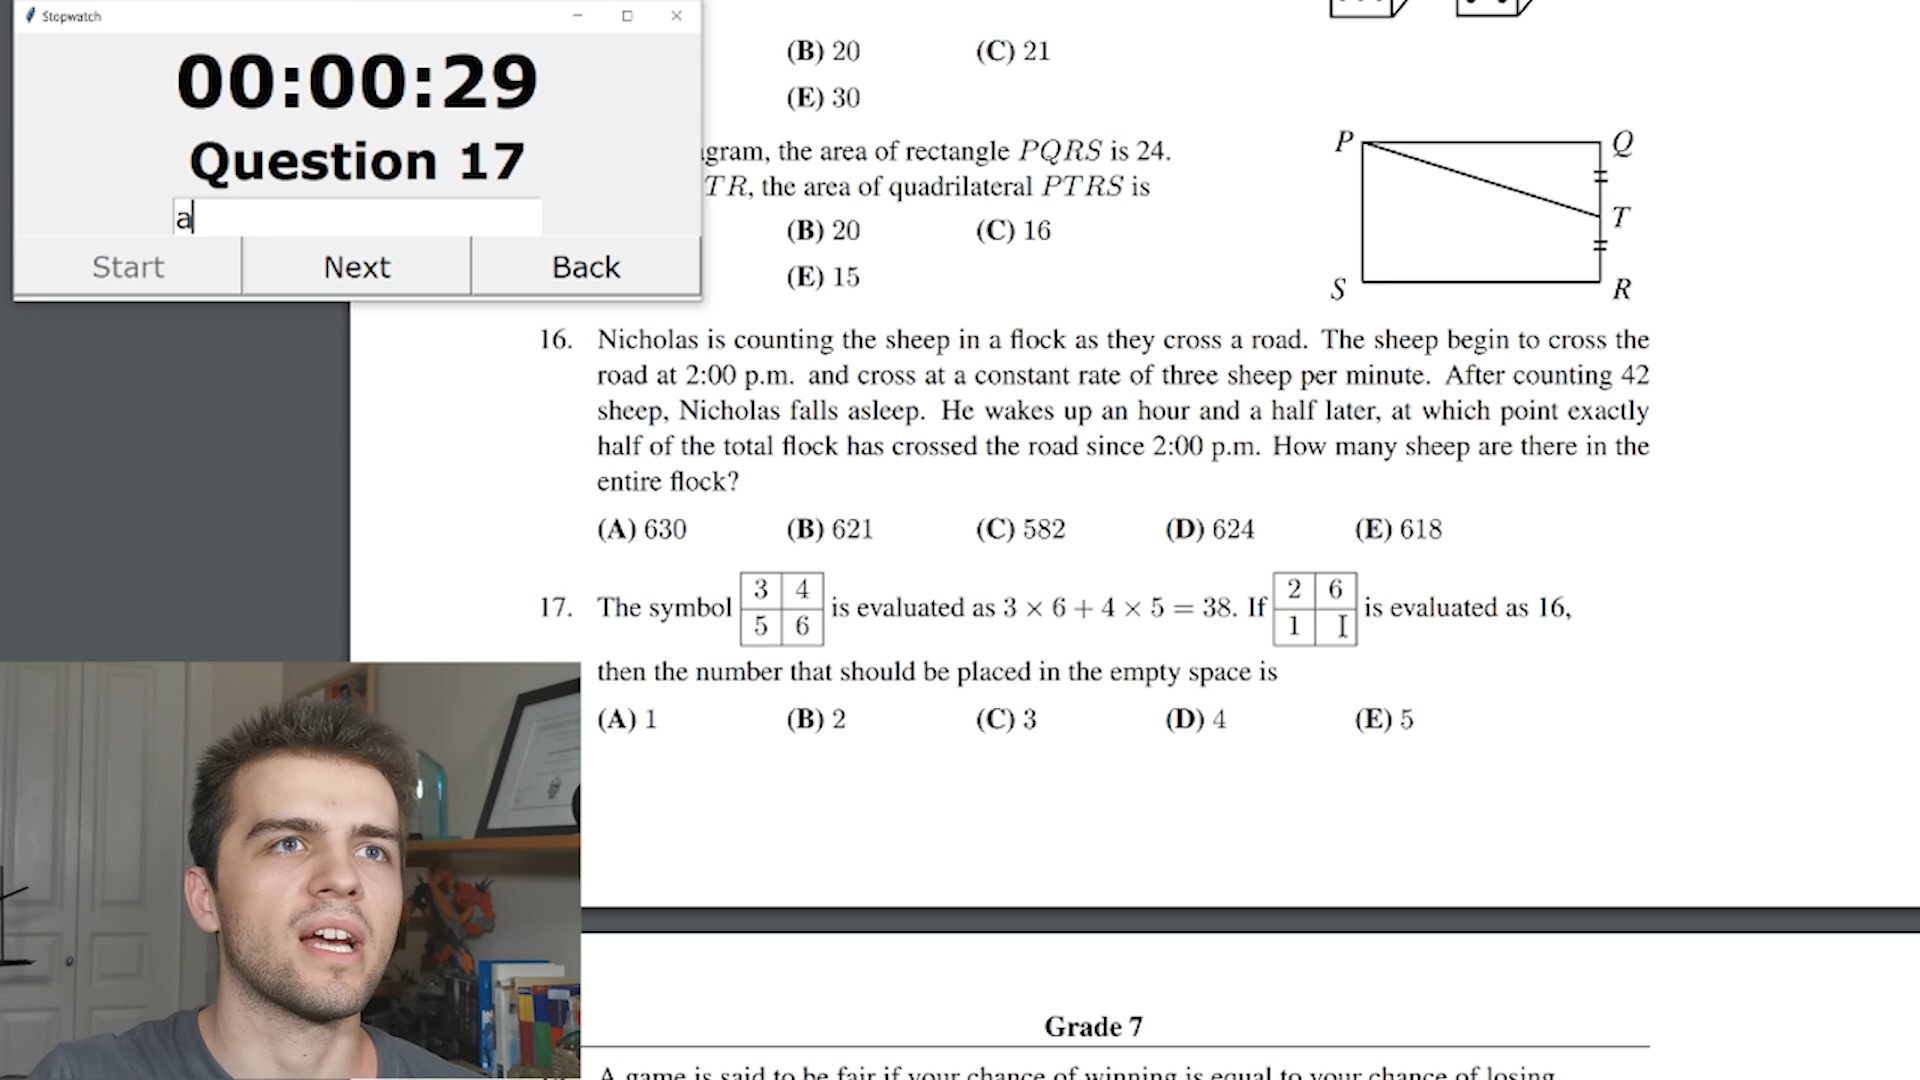 Stopwatch
00:00:29
Question 17
a
Start Next Back
(B) 20 (C) 21
(E) 30
gram, the area of rectangle PQRS is 24.
TR, the area of quadrilateral PTRS is
(B) 20 (C) 16
(E) 15
P Q
T
S R
16. Nicholas is counting the sheep in a flock as they cross a road. The sheep begin to cross the
road at 2:00 p.m. and cross at a constant rate of three sheep per minute. After counting 42
sheep, Nicholas falls asleep. He wakes up an hour and a half later, at which point exactly
half of the total flock has crossed the road since 2:00 p.m. How many sheep are there in the
entire flock?
(A) 630 (B) 621 (C) 582 (D) 624 (E) 618
3 4 2 6
17. The symbol is evaluated as 3 × 6 + 4 × 5 = 38. If is evaluated as 16,
5 6 1
then the number that should be placed in the empty space is
(A) 1 (B) 2 (C) 3 (D) 4 (E) 5
Grade 7
A game is said to be fair if your chance of winning is equal to your chance of losing.